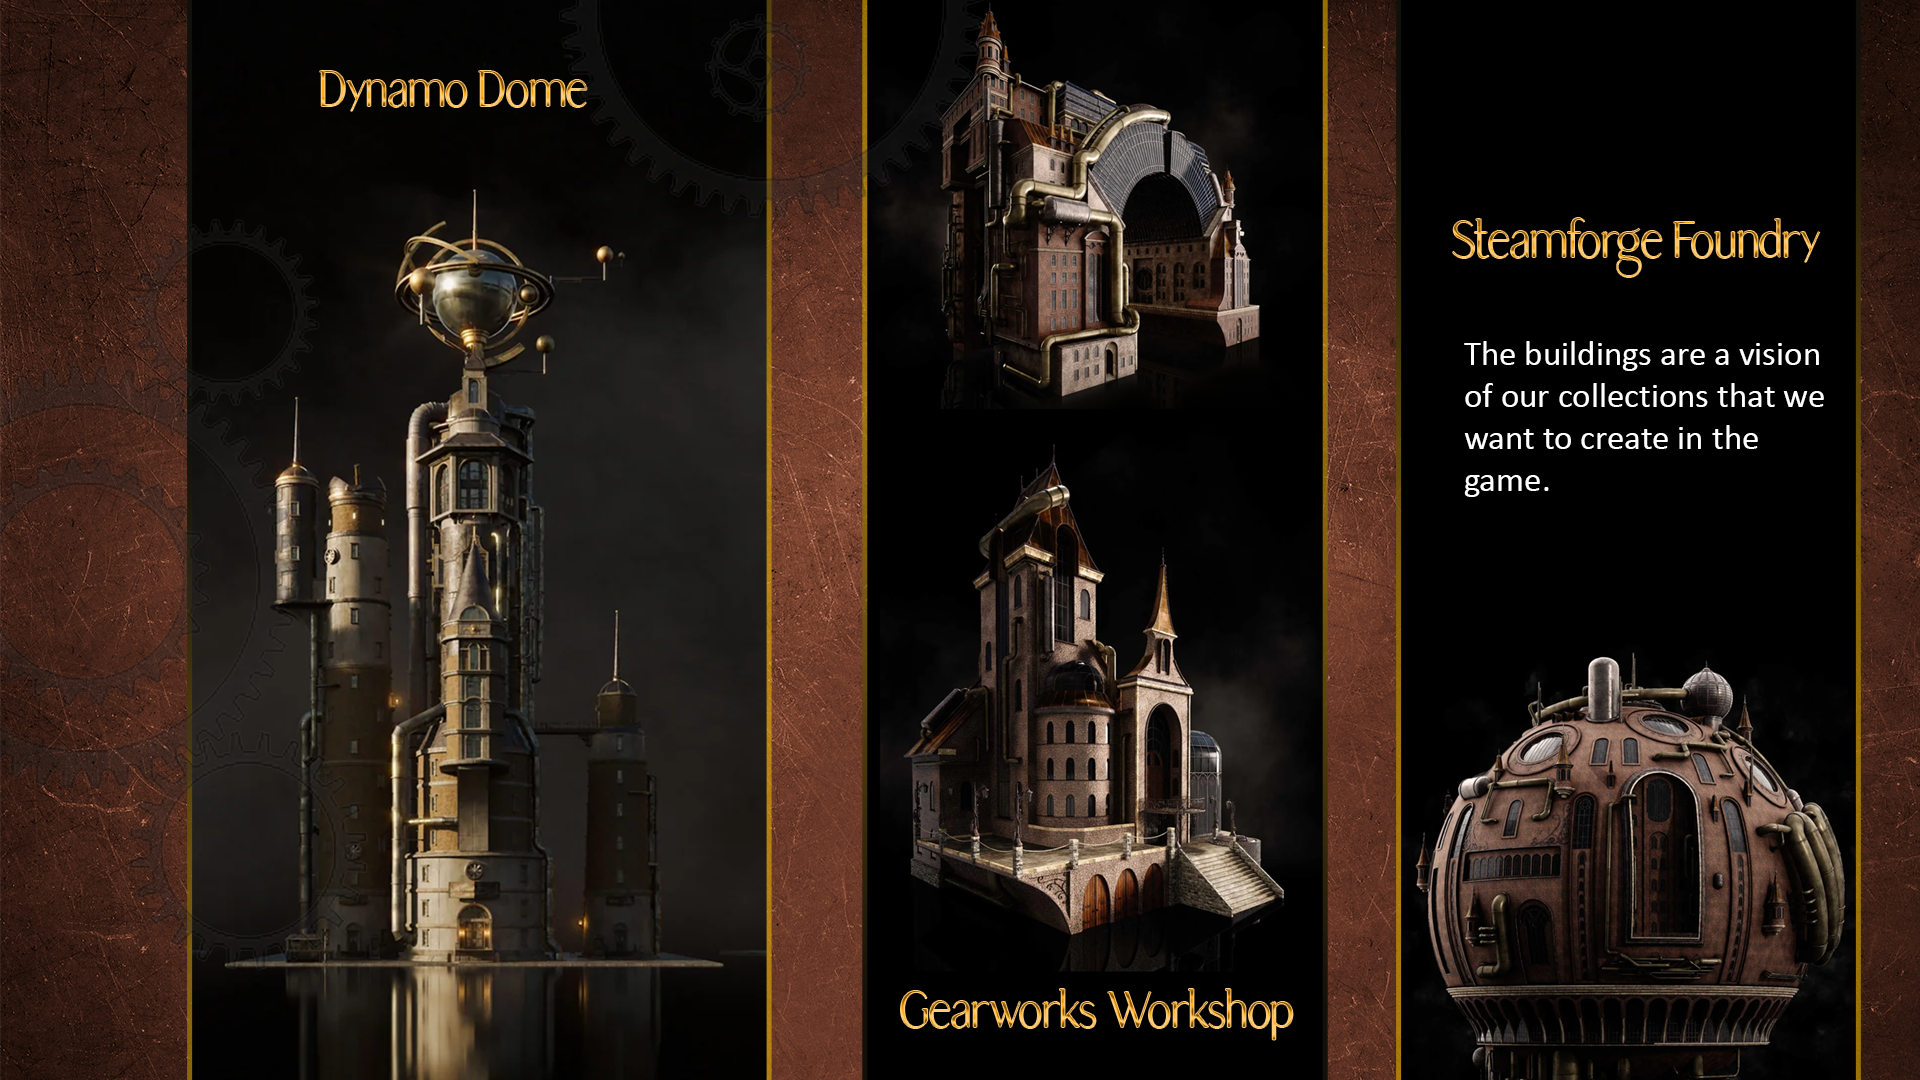 Dynamo Dome
Gearworks Workshop
Steamforge Foundry
The buildings are a vision
of our collections that we
want to create in the
game.